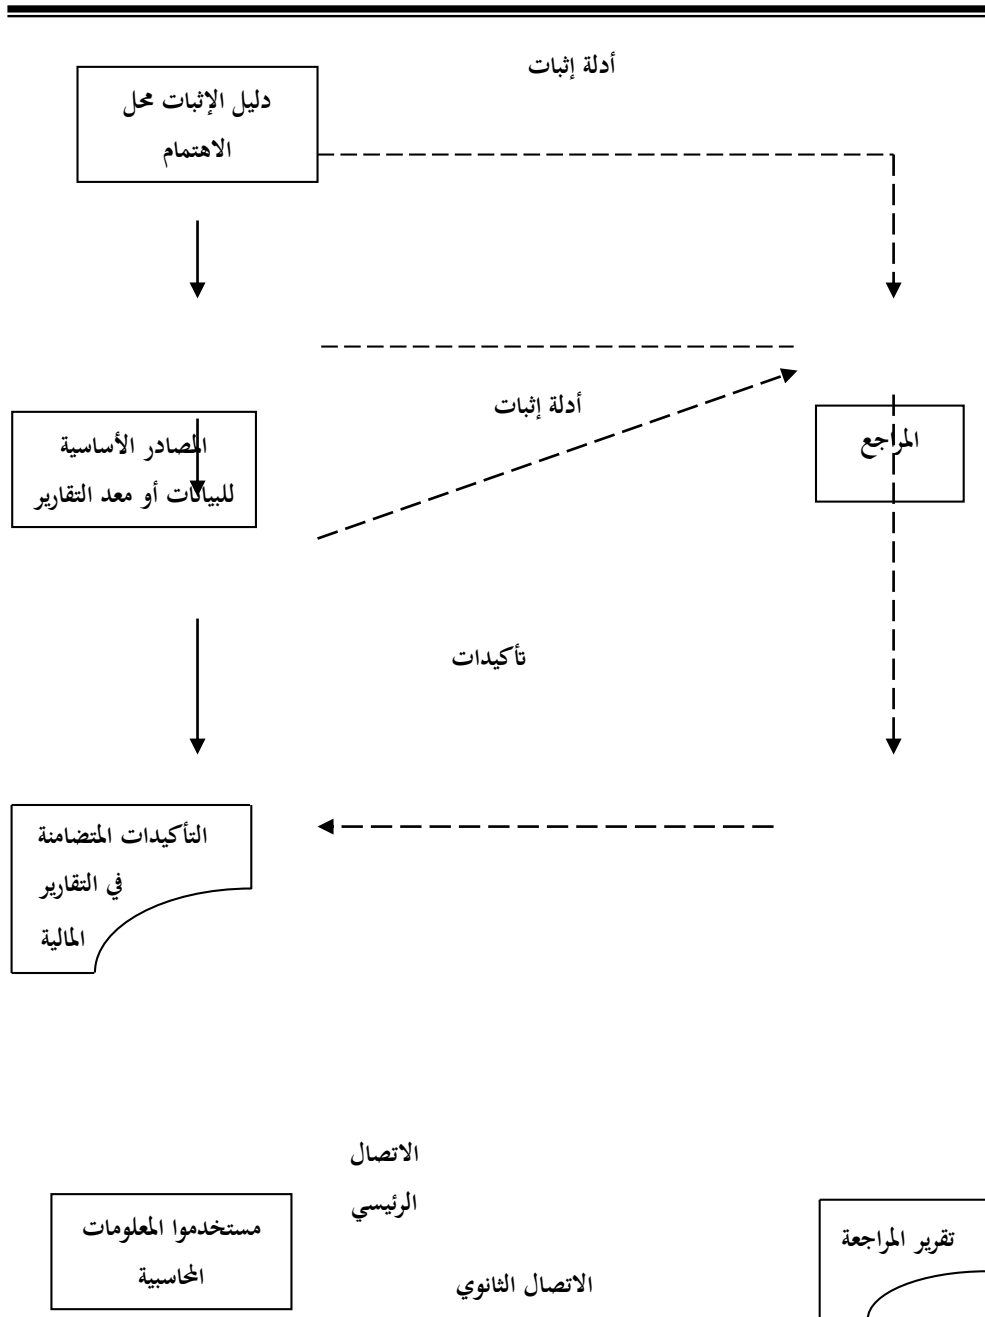 أدلة إثبات
دليل الإثبات محل
الاهتمام
أدلة إثبات
المصادر الأساسية
للبيانات أو معد التقارير
المراجع
تأكيدات
التأكيدات المتضامنة
في التقارير
المالية
الاتصال
الرئيسي
مستخدموا المعلومات
المحاسبية
تقرير المراجعة
الاتصال الثانوي